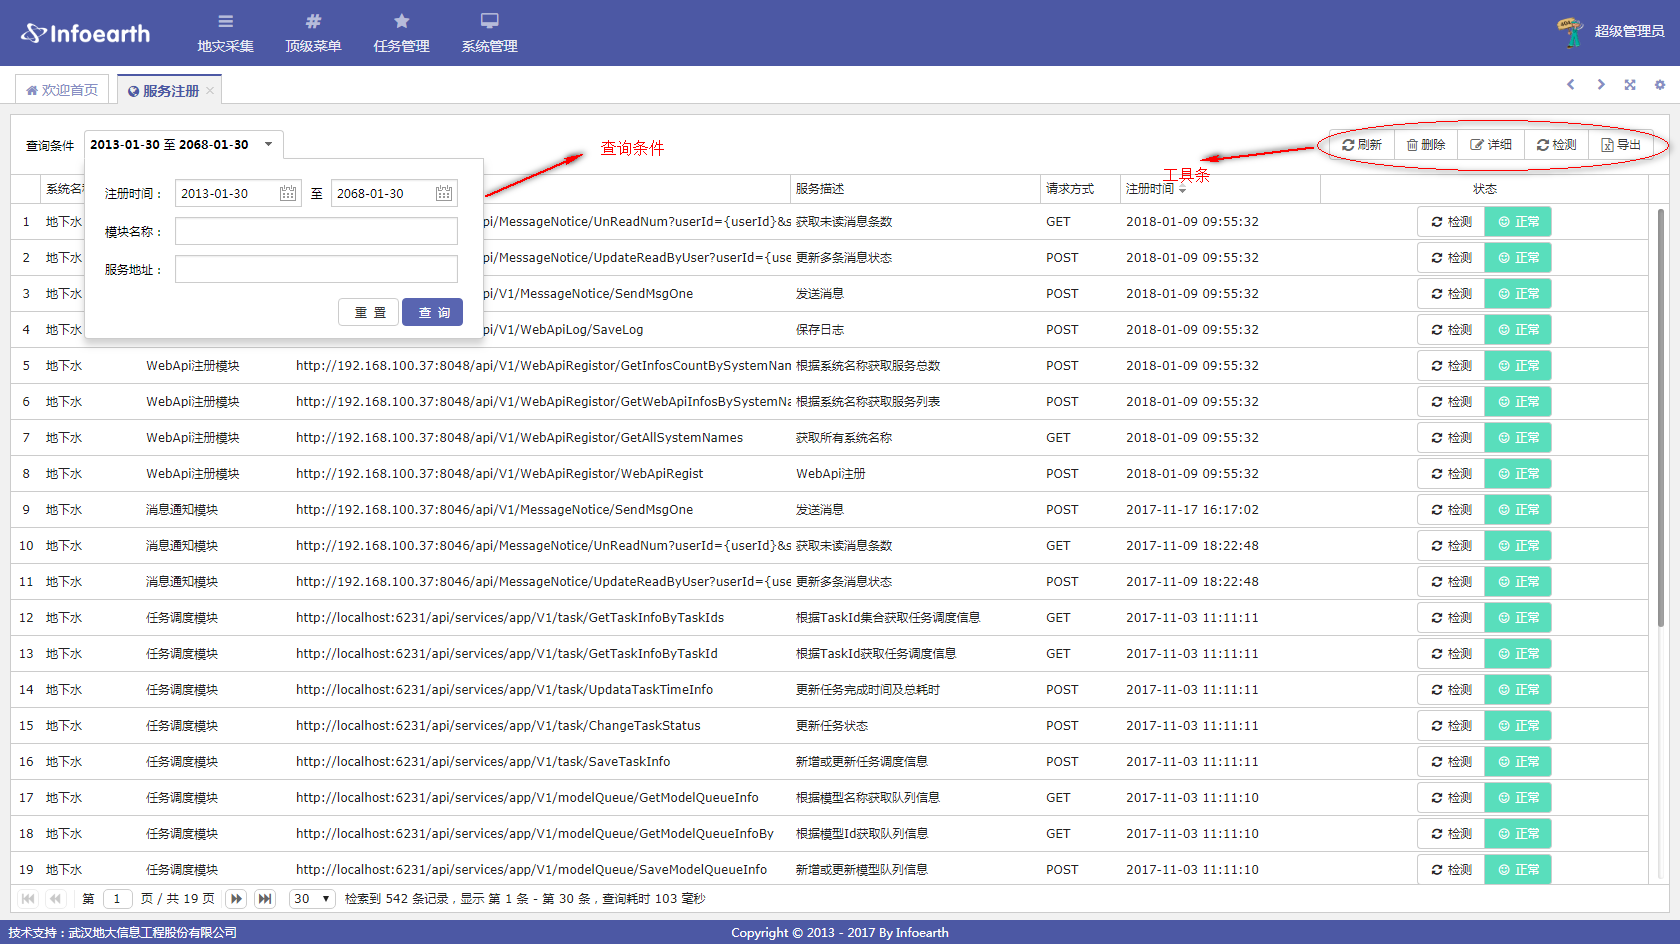 Infoearth
地灾采集
顶级菜单
任务管理
系统管理
超级管理员
欢迎首页
服务注册
查询条件 2013-01-30 至 2068-01-30
查询条件
刷新 删除 详细 检测 导出
工具条
注册时间： 2013-01-30 至 2068-01-30
模块名称：
服务地址：
重 置 查 询
系统名 服务描述 请求方式 注册时间 状态
1 地下水 pi/MessageNotice/UnReadNum?userId={userId}&s 获取未读消息条数 GET 2018-01-09 09:55:32 检测 正常
2 地下水 pi/MessageNotice/UpdateReadByUser?userId={use 更新多条消息状态 POST 2018-01-09 09:55:32 检测 正常
3 地下水 pi/V1/MessageNotice/SendMsgOne 发送消息 POST 2018-01-09 09:55:32 检测 正常
4 地下水 pi/V1/WebApiLog/SaveLog 保存日志 POST 2018-01-09 09:55:32 检测 正常
5 地下水 WebApi注册模块 http://192.168.100.37:8048/api/V1/WebApiRegistor/GetInfosCountBySystemNan 根据系统名称获取服务总数 POST 2018-01-09 09:55:32 检测 正常
6 地下水 WebApi注册模块 http://192.168.100.37:8048/api/V1/WebApiRegistor/GetWebApiInfosBySystemNa 根据系统名称获取服务列表 POST 2018-01-09 09:55:32 检测 正常
7 地下水 WebApi注册模块 http://192.168.100.37:8048/api/V1/WebApiRegistor/GetAllSystemNames 获取所有系统名称 GET 2018-01-09 09:55:32 检测 正常
8 地下水 WebApi注册模块 http://192.168.100.37:8048/api/V1/WebApiRegistor/WebApiRegist WebApi注册 POST 2018-01-09 09:55:32 检测 正常
9 地下水 消息通知模块 http://192.168.100.37:8046/api/V1/MessageNotice/SendMsgOne 发送消息 POST 2017-11-17 16:17:02 检测 正常
10 地下水 消息通知模块 http://192.168.100.37:8046/api/MessageNotice/UnReadNum?userId={userId}&s 获取未读消息条数 GET 2017-11-09 18:22:48 检测 正常
11 地下水 消息通知模块 http://192.168.100.37:8046/api/MessageNotice/UpdateReadByUser?userId={use 更新多条消息状态 POST 2017-11-09 18:22:48 检测 正常
12 地下水 任务调度模块 http://localhost:6231/api/services/app/V1/task/GetTaskInfoByTaskIds 根据TaskId集合获取任务调度信息 GET 2017-11-03 11:11:11 检测 正常
13 地下水 任务调度模块 http://localhost:6231/api/services/app/V1/task/GetTaskInfoByTaskId 根据TaskId获取任务调度信息 GET 2017-11-03 11:11:11 检测 正常
14 地下水 任务调度模块 http://localhost:6231/api/services/app/V1/task/UpdataTaskTimeInfo 更新任务完成时间及总耗时 POST 2017-11-03 11:11:11 检测 正常
15 地下水 任务调度模块 http://localhost:6231/api/services/app/V1/task/ChangeTaskStatus 更新任务状态 POST 2017-11-03 11:11:11 检测 正常
16 地下水 任务调度模块 http://localhost:6231/api/services/app/V1/task/SaveTaskInfo 新增或更新任务调度信息 POST 2017-11-03 11:11:11 检测 正常
17 地下水 任务调度模块 http://localhost:6231/api/services/app/V1/modelQueue/GetModelQueueInfo 根据模型名称获取队列信息 GET 2017-11-03 11:11:10 检测 正常
18 地下水 任务调度模块 http://localhost:6231/api/services/app/V1/modelQueue/GetModelQueueInfoBy 根据模型Id获取队列信息 GET 2017-11-03 11:11:10 检测 正常
19 地下水 任务调度模块 http://localhost:6231/api/services/app/V1/modelQueue/SaveModelQueueInfo 新增或更新模型队列信息 POST 2017-11-03 11:11:10 检测 正常
第 1 页 / 共 19 页 30 检索到 542 条记录，显示 第 1 条 - 第 30 条，查询耗时 103 毫秒
技术支持：武汉地大信息工程股份有限公司 Copyright © 2013 - 2017 By Infoearth